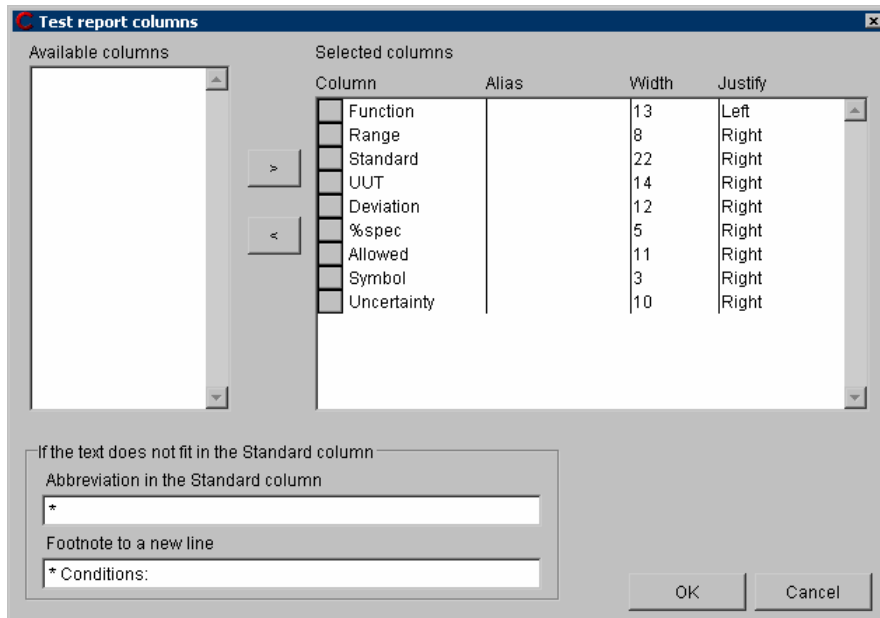 Test report columns
Available columns
Selected columns
Column Alias Width Justify
Function 13 Left
Range 8 Right
Standard 22 Right
UUT 14 Right
Deviation 12 Right
%spec 5 Right
Allowed 11 Right
Symbol 3 Right
Uncertainty 10 Right
>
<
If the text does not fit in the Standard column
Abbreviation in the Standard column
*
Footnote to a new line
* Conditions:
OK Cancel